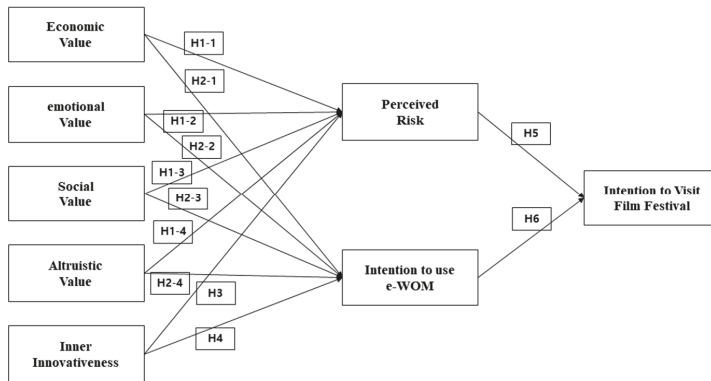 Economic
Value
H1-1
H2-1
emotional
Value
H1-2
H2-2
Perceived
Risk
H5
Social
Value
H1-3
H2-3
Intention to Visit
Film Festival
H6
H1-4
Altruistic
Value
H2-4
Intention to use
e-WOM
H3
Inner
Innovativeness
H4